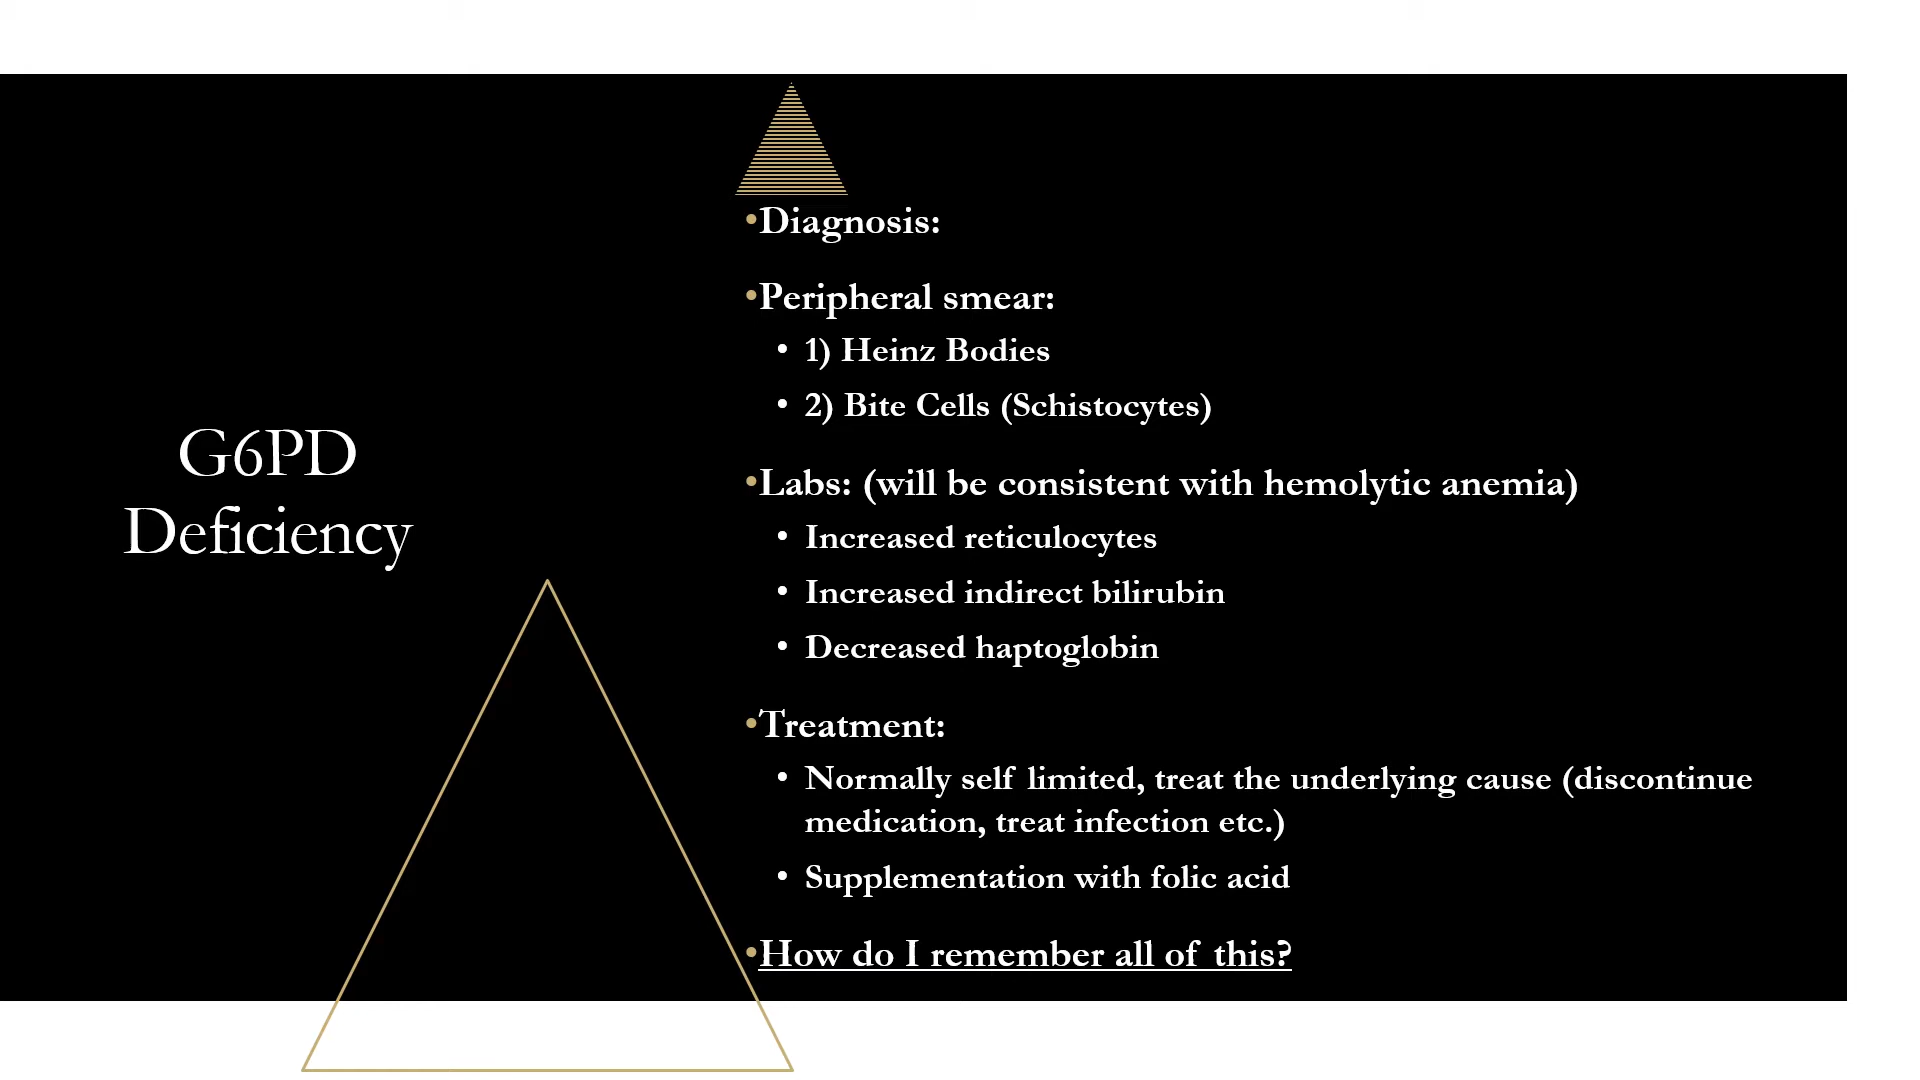 G6PD
Deficiency
•Diagnosis:
•Peripheral smear:
• 1) Heinz Bodies
• 2) Bite Cells (Schistocytes)
•Labs: (will be consistent with hemolytic anemia)
• Increased reticulocytes
• Increased indirect bilirubin
• Decreased haptoglobin
•Treatment:
• Normally self limited, treat the underlying cause (discontinue
medication, treat infection etc.)
• Supplementation with folic acid
•How do I remember all of this?